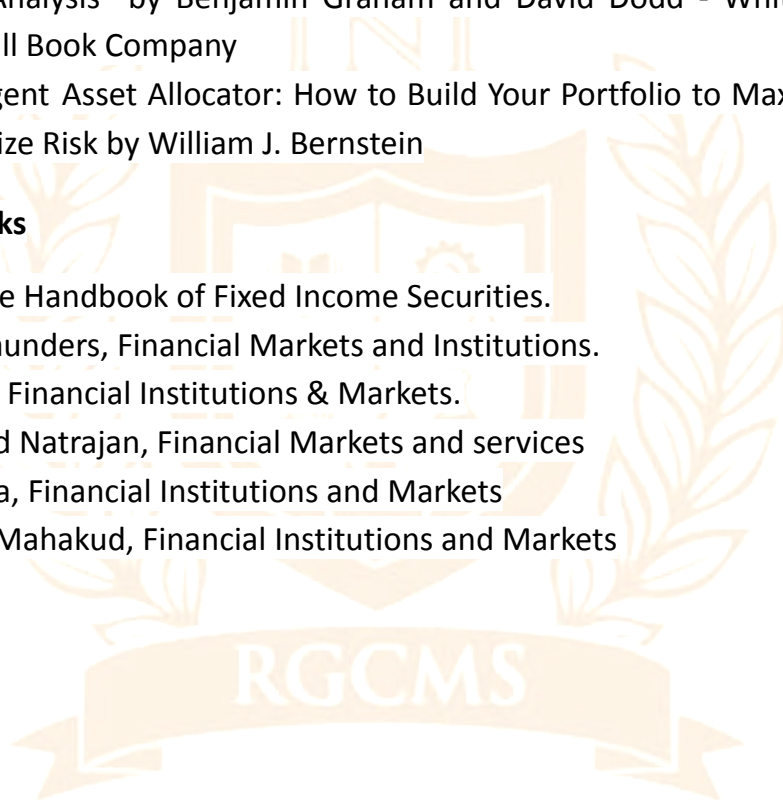 Analysis" by Benjamin Graham and David Dodd - Whi
ll Book Company
gent Asset Allocator: How to Build Your Portfolio to Max
ize Risk by William J. Bernstein
ks
e Handbook of Fixed Income Securities.
unders, Financial Markets and Institutions.
Financial Institutions & Markets.
d Natrajan, Financial Markets and services
a, Financial Institutions and Markets
Mahakud, Financial Institutions and Markets
RGCMS